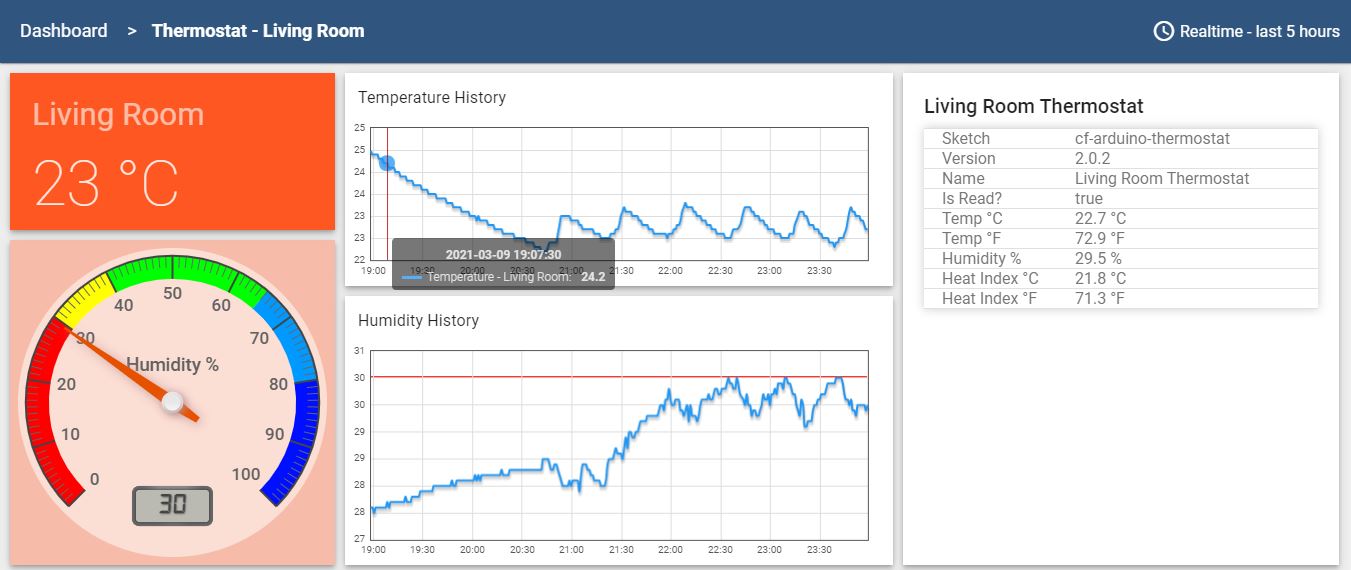 Dashboard > Thermostat - Living Room
Realtime - last 5 hours
Living Room
23 °C
0 10 20 30 40 50 60 70 80 90 100
Humidity %
30
Temperature History
25
25
24
24
23
23
22
19:00 19:30 20:00 20:30 21:00 21:30 22:00 22:30 23:00 23:30
2021-03-09 19:07:30
Temperature - Living Room: 24.2
Humidity History
31
30
30
29
29
28
28
27
19:00 19:30 20:00 20:30 21:00 21:30 22:00 22:30 23:00 23:30
Living Room Thermostat
Sketch cf-arduino-thermostat
Version 2.0.2
Name Living Room Thermostat
Is Read? true
Temp °C 22.7 °C
Temp °F 72.9 °F
Humidity % 29.5 %
Heat Index °C 21.8 °C
Heat Index °F 71.3 °F